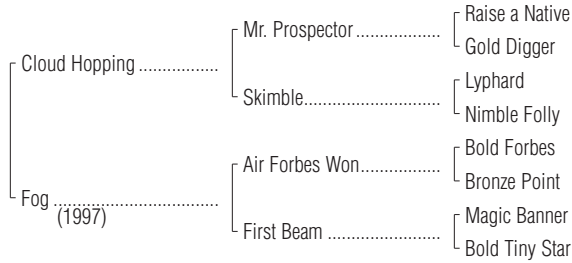 Raise a Native
Mr. Prospector ..................
Gold Digger
Cloud Hopping ................
Lyphard
Skimble.............................
Nimble Folly
Bold Forbes
Air Forbes Won.................
Bronze Point
Fog .................................
(1997)
Magic Banner
First Beam ........................
Bold Tiny Star